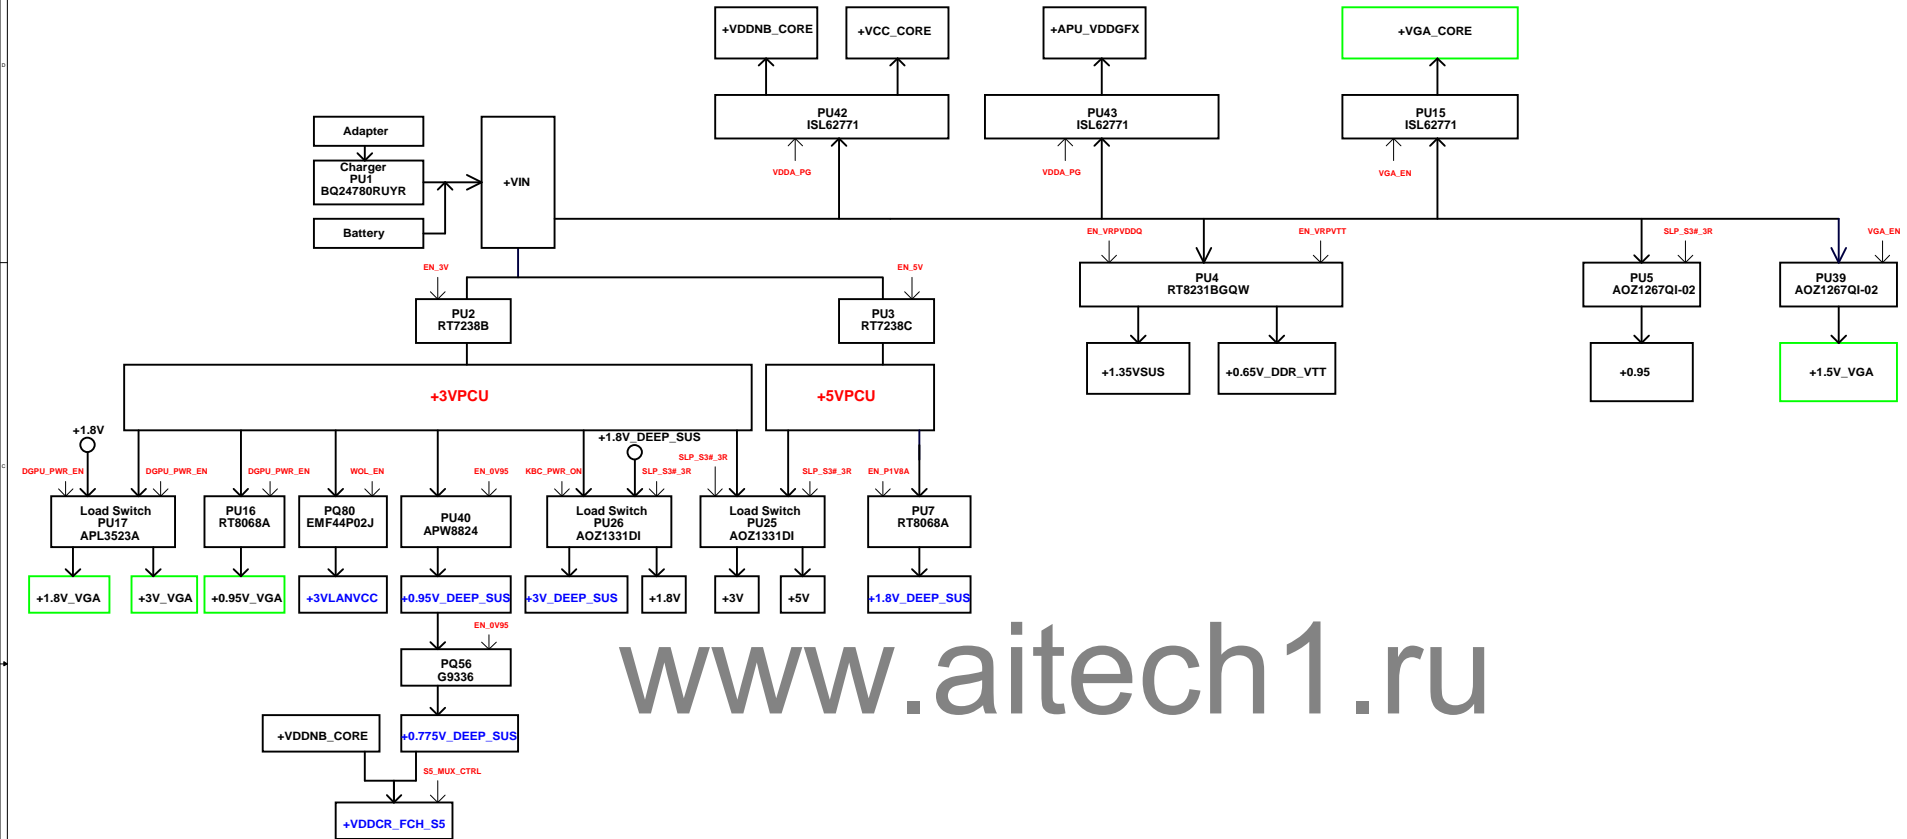 +VDDNB_CORE
+VCC_CORE
+APU_VDDGFX
+VGA_CORE
PU42
ISL62771
PU43
ISL62771
PU15
ISL62771
VDDA_PG
VDDA_PG
VGA_EN
Adapter
Charger
PU1
BQ24780RUYR
Battery
+VIN
EN_VRPVDDQ
EN_VRPVTT
SLP_S3#_3R
VGA_EN
EN_3V
EN_5V
PU4
RT8231BGQW
PU5
AOZ1267QI-02
PU39
AOZ1267QI-02
PU2
RT7238B
PU3
RT7238C
+1.35VSUS
+0.65V_DDR_VTT
+0.95
+1.5V_VGA
+3VPCU
+5VPCU
+1.8V
+1.8V_DEEP_SUS
DGPU_PWR_EN
DGPU_PWR_EN
DGPU_PWR_EN
WOL_EN
EN_0V95
KBC_PWR_ON
SLP_S3#_3R
SLP_S3#_3R
SLP_S3#_3R
EN_P1V8A
Load Switch
PU17
APL3523A
PU16
RT8068A
PQ80
EMF44P02J
PU40
APW8824
Load Switch
PU26
AOZ1331DI
Load Switch
PU25
AOZ1331DI
PU7
RT8068A
+1.8V_VGA
+3V_VGA
+0.95V_VGA
+3VLANVCC
+0.95V_DEEP_SUS
+3V_DEEP_SUS
+1.8V
+3V
+5V
+1.8V_DEEP_SUS
EN_0V95
PQ56
G9336
www.aitech1.ru
+VDDNB_CORE
+0.775V_DEEP_SUS
S5_MUX_CTRL
+VDDCR_FCH_S5
D
C